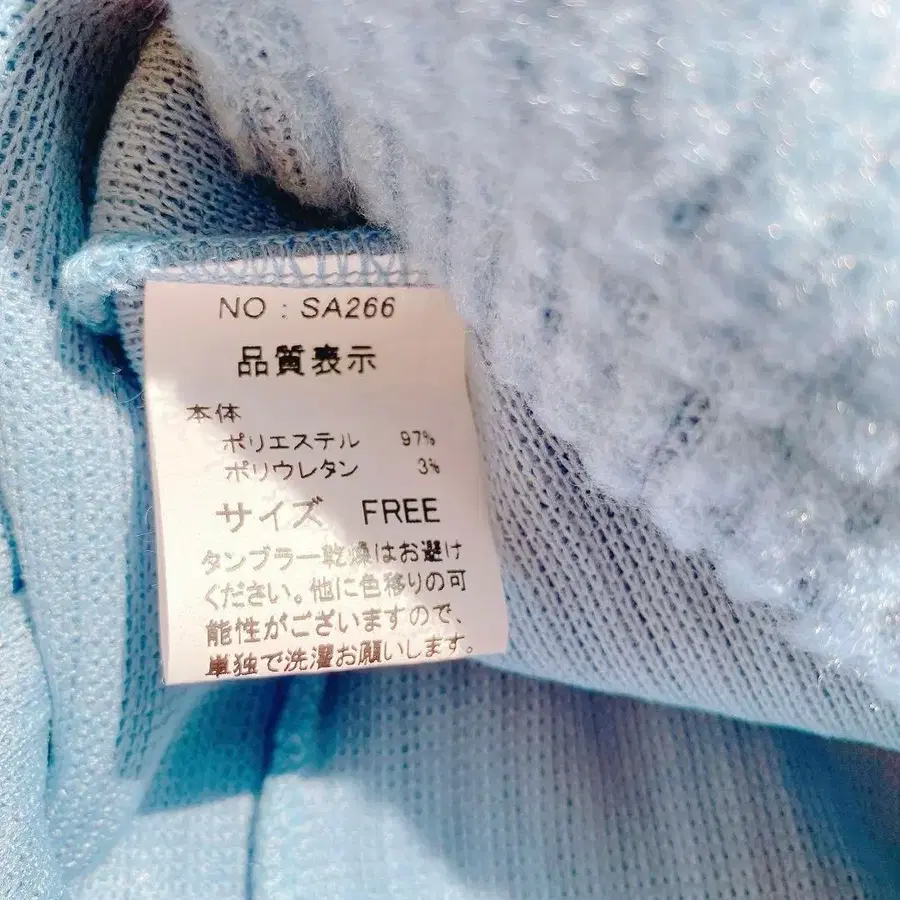 NO : SA266
品質表示
本体
ポリエステル 97%
ポリウレタン 3%
サイズ FREE
タンブラー乾燥はお避け
ください。他に色移りの可
能性がございますので、
単独で洗濯お願いします。